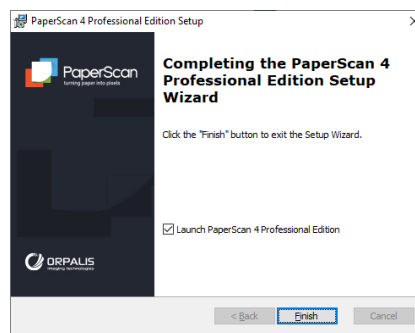 PaperScan 4 Professional Edition Setup
PaperScan
turning paper into pixels
Completing the PaperScan 4
Professional Edition Setup
Wizard
Click the "Finish" button to exit the Setup Wizard.
Launch PaperScan 4 Professional Edition
ORPALIS
Imaging technologies
< Back
Finish
Cancel